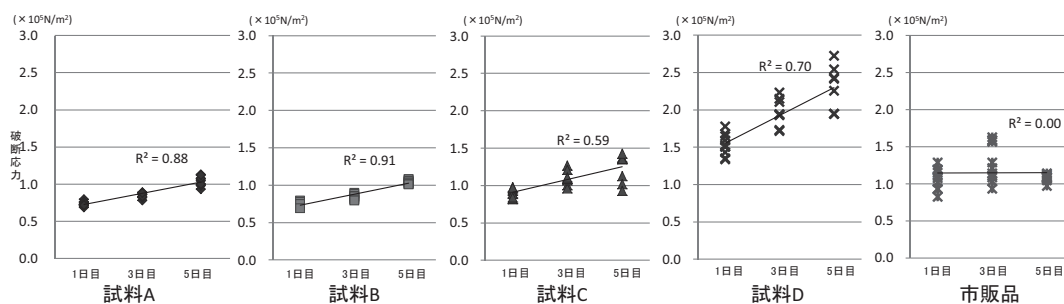 (×10⁵N/m²)
3.0
2.5
2.0
1.5
1.0
0.5
0.0
破断応力
R² = 0.88
1日目 3日目 5日目
試料A
(×10⁵N/m²)
3.0
2.5
2.0
1.5
1.0
0.5
0.0
R² = 0.91
1日目 3日目 5日目
試料B
(×10⁵N/m²)
3.0
2.5
2.0
1.5
1.0
0.5
0.0
R² = 0.59
1日目 3日目 5日目
試料C
(×10⁵N/m²)
3.0
2.5
2.0
1.5
1.0
0.5
0.0
R² = 0.70
1日目 3日目 5日目
試料D
(×10⁵N/m²)
3.0
2.5
2.0
1.5
1.0
0.5
0.0
R² = 0.00
1日目 3日目 5日目
市販品